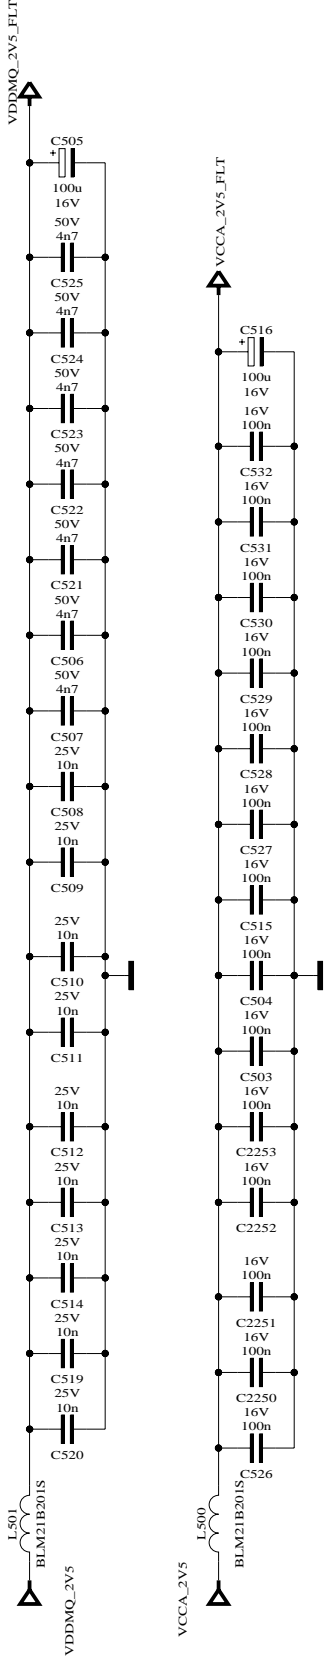 VDDMQ_2V5_FLT
C505
+
100u
16V
50V
4n7
C525
50V
4n7
C524
50V
4n7
C523
50V
4n7
C522
50V
4n7
C521
50V
4n7
C506
50V
4n7
C507
25V
10n
C508
25V
10n
C509
25V
10n
C510
25V
10n
C511
25V
10n
C512
25V
10n
C513
25V
10n
C514
25V
10n
C519
25V
10n
C520
L501
BLM21B201S
VDDMQ_2V5
VCCA_2V5_FLT
C516
+
100u
16V
16V
100n
C532
16V
100n
C531
16V
100n
C530
16V
100n
C529
16V
100n
C528
16V
100n
C527
16V
100n
C515
16V
100n
C504
16V
100n
C503
16V
100n
C2253
16V
100n
C2252
16V
100n
C2251
16V
100n
C2250
16V
100n
C526
L500
BLM21B201S
VCCA_2V5